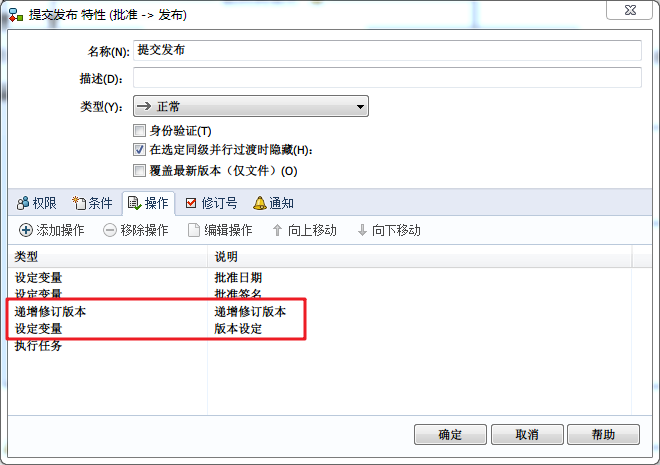 提交发布 特性 (批准 -> 发布)
名称(N): 提交发布
描述(D):
类型(Y): 正常
身份验证(T)
在选定同级并行过渡时隐藏(H):
覆盖最新版本（仅文件）(O)
权限 条件 操作 修订号 通知
添加操作 移除操作 编辑操作 向上移动 向下移动
类型 说明
设定变量 批准日期
设定变量 批准签名
递增修订版本 递增修订版本
设定变量 版本设定
执行任务
确定 取消 帮助